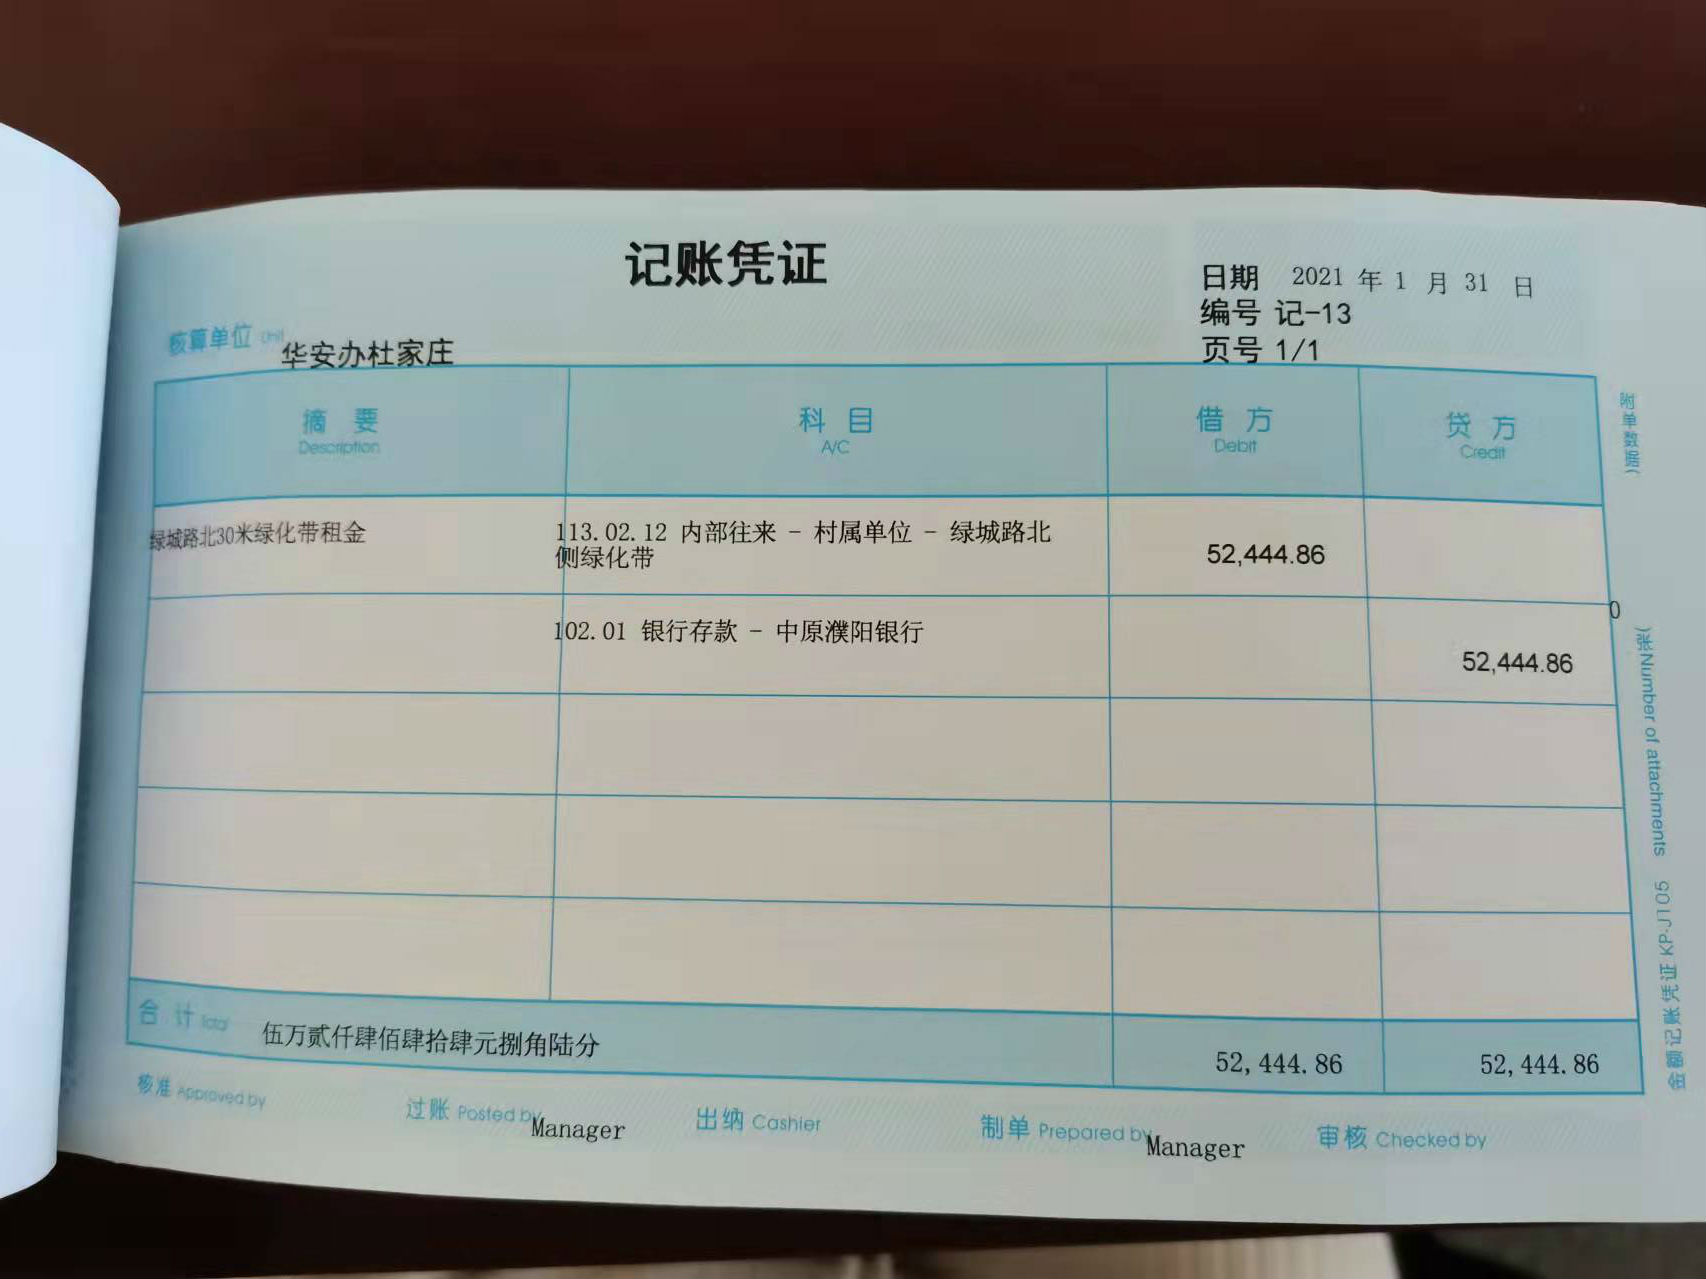 记账凭证
日期 2021 年 1 月 31 日
编号 记-13
页号 1/1
核算单位 Unit 华安办杜家庄
摘 要 科 目 借 方 贷 方
Description A/C Debit Credit
绿城路北30米绿化带租金 113.02.12 内部往来 - 村属单位 - 绿城路北
侧绿化带 52,444.86
102.01 银行存款 - 中原濮阳银行 52,444.86
合 计 Total 伍万贰仟肆佰肆拾肆元捌角陆分 52,444.86 52,444.86
核准 Approved by 过账 Posted by Manager 出纳 Cashier 制单 Prepared by Manager 审核 Checked by
附单数据(
0
)张Number of attachments
金额记账凭证 KP-J105